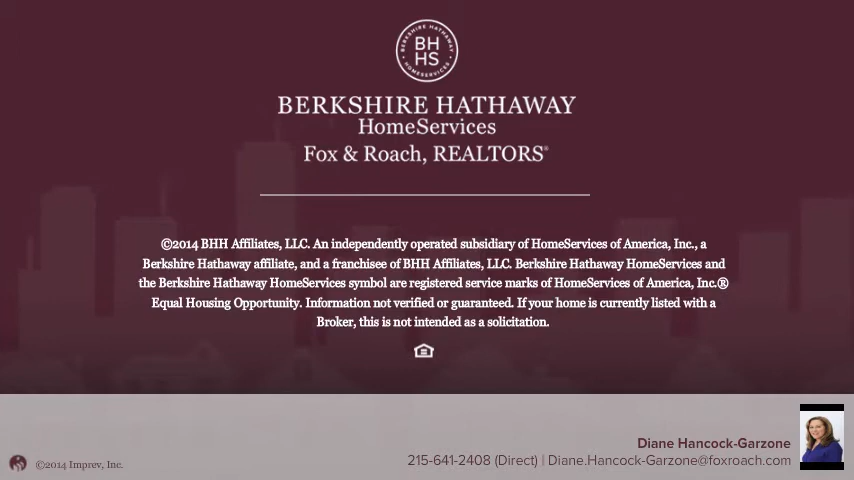 BERKSHIRE HATHAWAY
HOMESERVICES
BH
HS
BERKSHIRE HATHAWAY
HomeServices
Fox & Roach, REALTORS®
©2014 BHH Affiliates, LLC. An independently operated subsidiary of HomeServices of America, Inc., a
Berkshire Hathaway affiliate, and a franchisee of BHH Affiliates, LLC. Berkshire Hathaway HomeServices and
the Berkshire Hathaway HomeServices symbol are registered service marks of HomeServices of America, Inc.®
Equal Housing Opportunity. Information not verified or guaranteed. If your home is currently listed with a
Broker, this is not intended as a solicitation.
Diane Hancock-Garzone
215-641-2408 (Direct) | Diane.Hancock-Garzone@foxroach.com
©2014 Imprev, Inc.